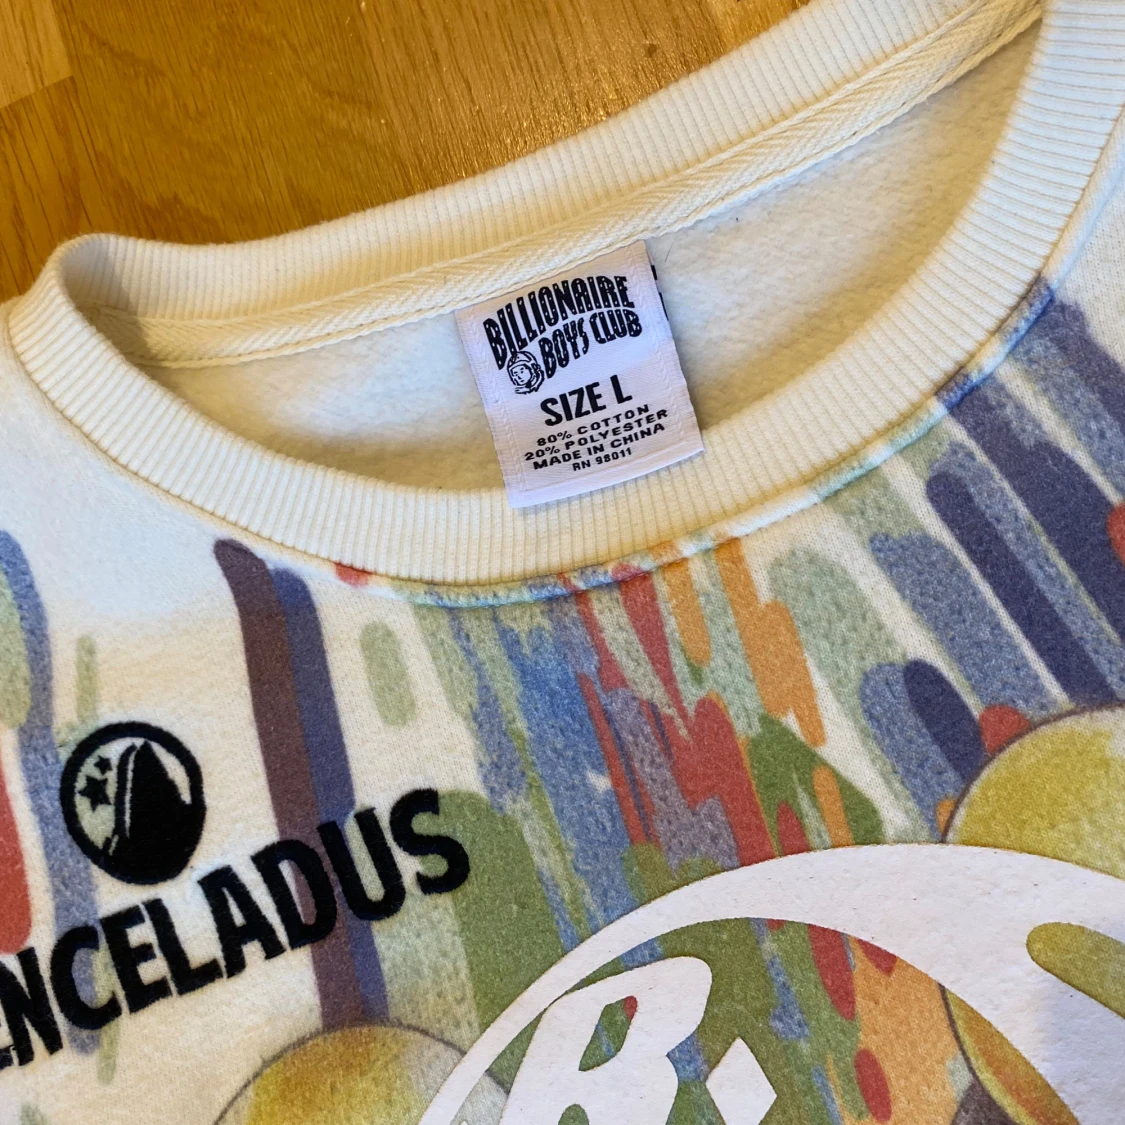 BILLIONAIRE
BOYS CLUB
SIZE L
80% COTTON
20% POLYESTER
MADE IN CHINA
RN 98011
ENCELADUS
B.